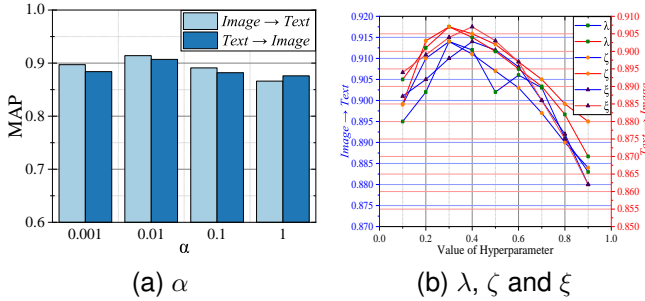 Image → Text
Text → Image
MAP
1.0
0.9
0.8
0.7
0.6
0.001
0.01
0.1
1
α
(a) α
Image → Text
0.920
0.915
0.910
0.905
0.900
0.895
0.890
0.885
0.880
0.875
0.870
0.910
0.905
0.900
0.895
0.890
0.885
0.880
0.875
0.870
0.865
0.860
0.855
0.850
Text → Image
λ
λ
ζ
ζ
ξ
ξ
0.0
0.2
0.4
0.6
0.8
1.0
Value of Hyperparameter
(b) λ, ζ and ξ